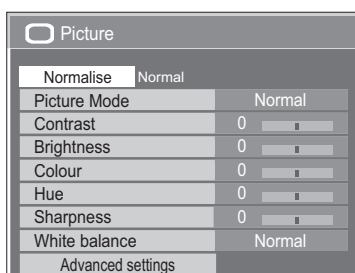 Picture
Normalise Normal
Picture Mode Normal
Contrast 0
Brightness 0
Colour 0
Hue 0
Sharpness 0
White balance Normal
Advanced settings